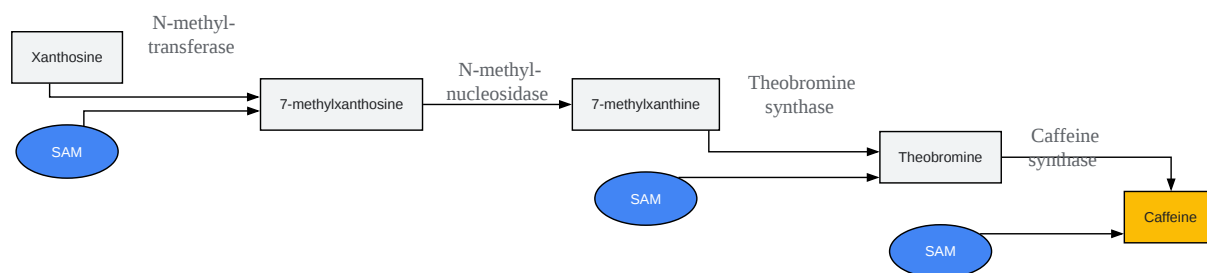 N-methyl-
transferase
Xanthosine
SAM
7-methylxanthosine
N-methyl-
nucleosidase
7-methylxanthine
SAM
Theobromine
synthase
Theobromine
SAM
Caffeine
synthase
Caffeine